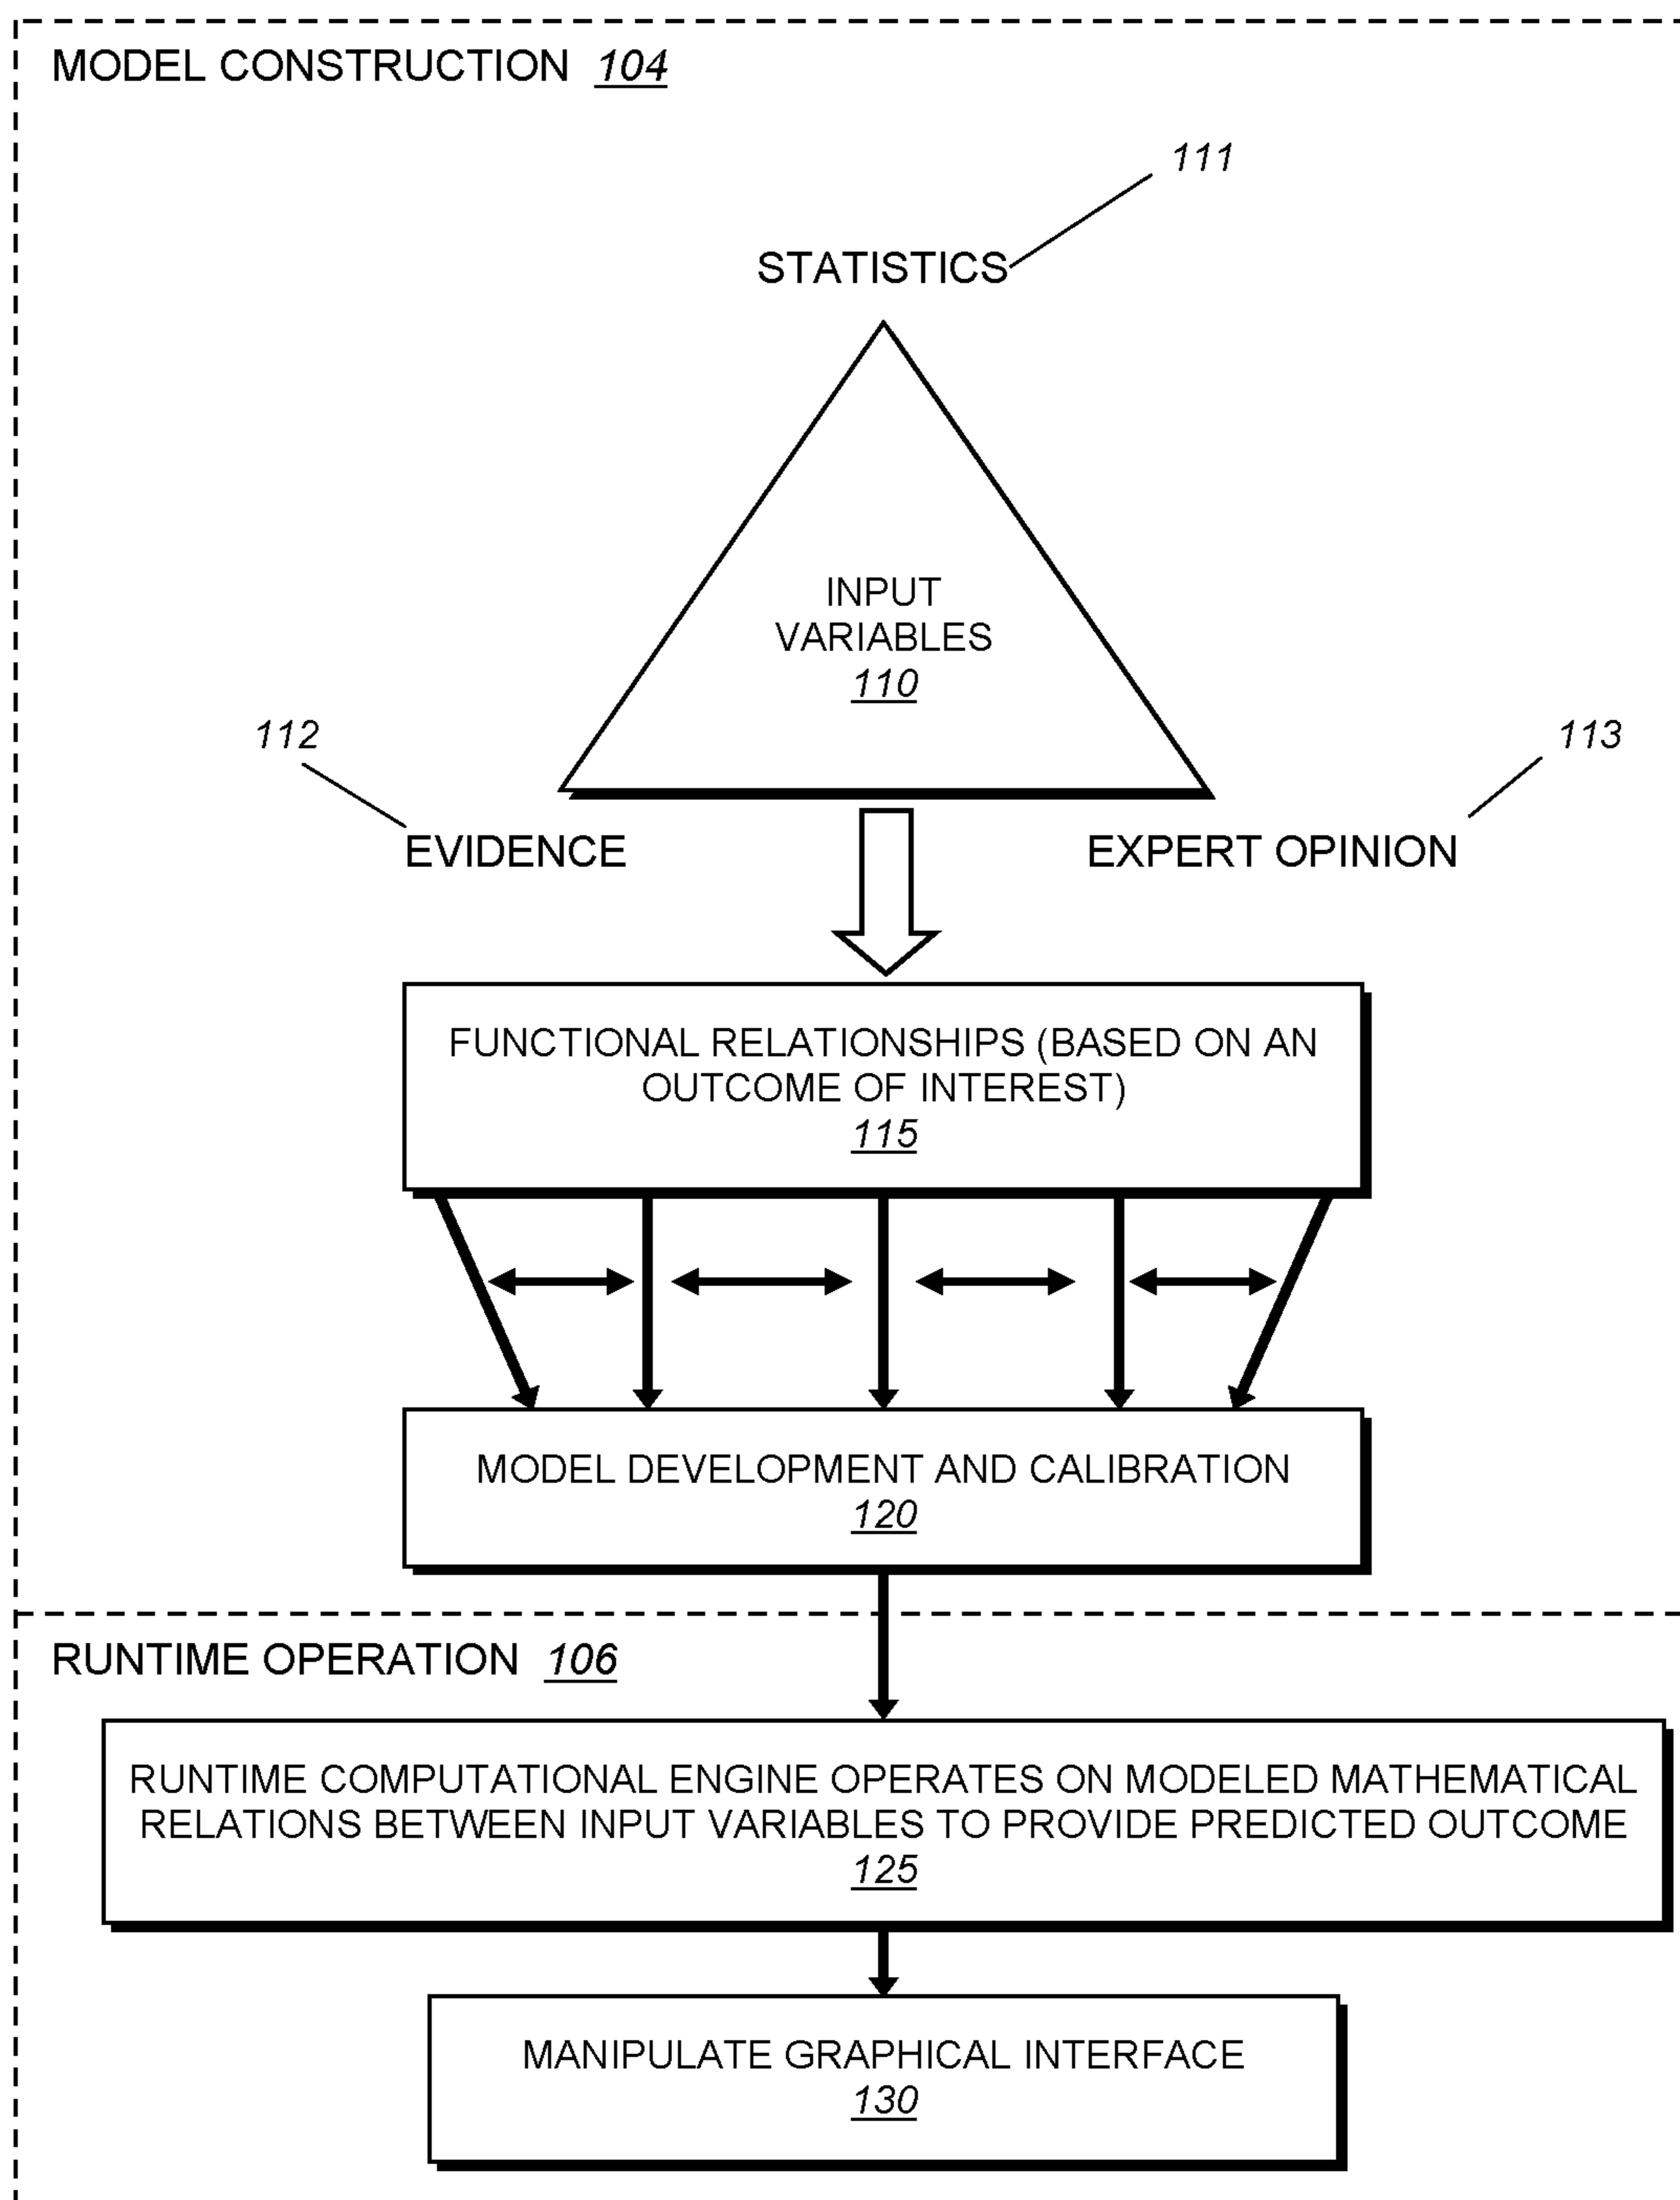 MODEL CONSTRUCTION 104
111
STATISTICS
INPUT
VARIABLES
110
112
113
EVIDENCE
EXPERT OPINION
FUNCTIONAL RELATIONSHIPS (BASED ON AN
OUTCOME OF INTEREST)
115
MODEL DEVELOPMENT AND CALIBRATION
120
RUNTIME OPERATION 106
RUNTIME COMPUTATIONAL ENGINE OPERATES ON MODELED MATHEMATICAL
RELATIONS BETWEEN INPUT VARIABLES TO PROVIDE PREDICTED OUTCOME
125
MANIPULATE GRAPHICAL INTERFACE
130